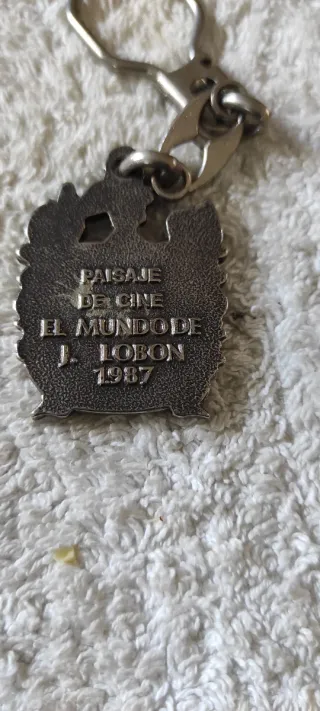 PAISAJE
DE CINE
EL MUNDO DE
J. LOBON
1987